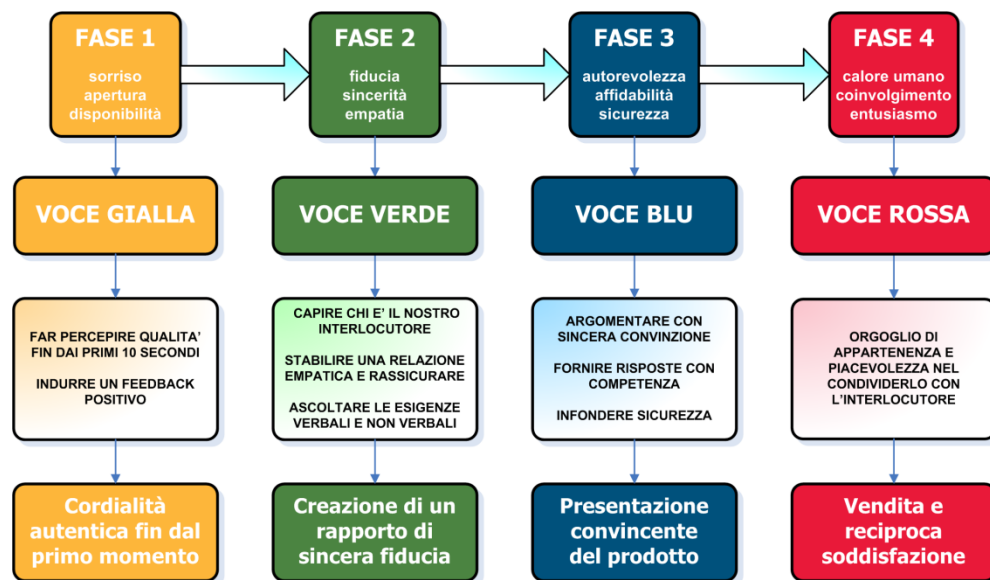 FASE 1
sorriso
apertura
disponibilità
FASE 2
fiducia
sincerità
empatia
FASE 3
autorevolezza
affidabilità
sicurezza
FASE 4
calore umano
coinvolgimento
entusiasmo
VOCE GIALLA
VOCE VERDE
VOCE BLU
VOCE ROSSA
FAR PERCEPIRE QUALITA’
FIN DAI PRIMI 10 SECONDI
INDURRE UN FEEDBACK
POSITIVO
CAPIRE CHI E’ IL NOSTRO
INTERLOCUTORE
STABILIRE UNA RELAZIONE
EMPATICA E RASSICURARE
ASCOLTARE LE ESIGENZE
VERBALI E NON VERBALI
ARGOMENTARE CON
SINCERA CONVINZIONE
FORNIRE RISPOSTE CON
COMPETENZA
INFONDERE SICUREZZA
ORGOGLIO DI
APPARTENENZA E
PIACEVOLEZZA NEL
CONDIVIDERLO CON
L’INTERLOCUTORE
Cordialità
autentica fin dal
primo momento
Creazione di un
rapporto di
sincera fiducia
Presentazione
convincente
del prodotto
Vendita e
reciproca
soddisfazione